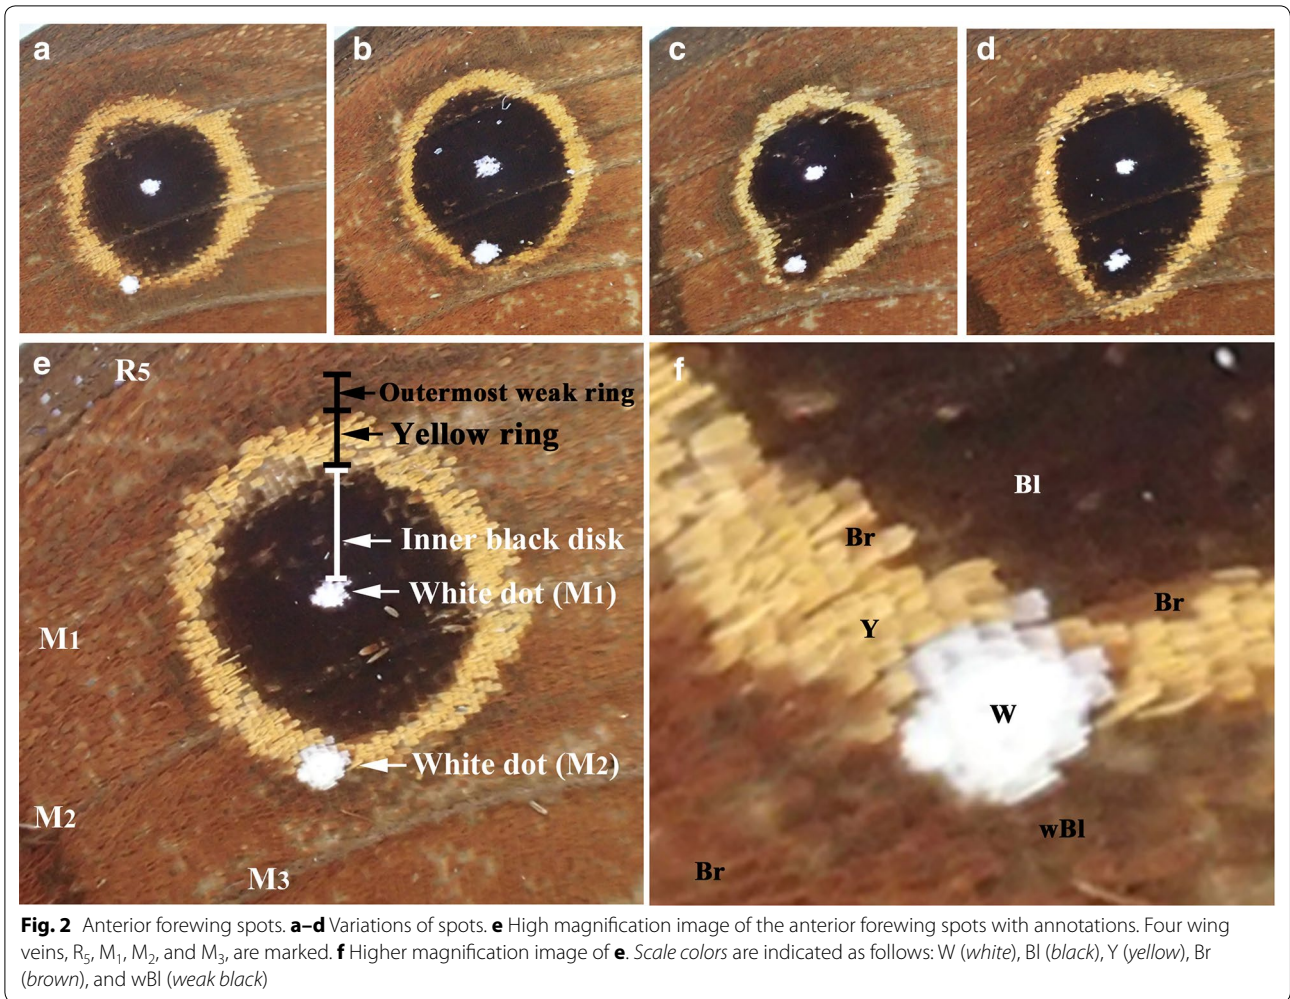 a
b
c
d
e
R5
Outermost weak ring
Yellow ring
Inner black disk
White dot (M1)
M1
White dot (M2)
M2
M3
f
Bl
Br
Br
Y
W
wBl
Br
Fig. 2 Anterior forewing spots. a–d Variations of spots. e High magnification image of the anterior forewing spots with annotations. Four wing
veins, R5, M1, M2, and M3, are marked. f Higher magnification image of e. Scale colors are indicated as follows: W (white), Bl (black), Y (yellow), Br
(brown), and wBl (weak black)